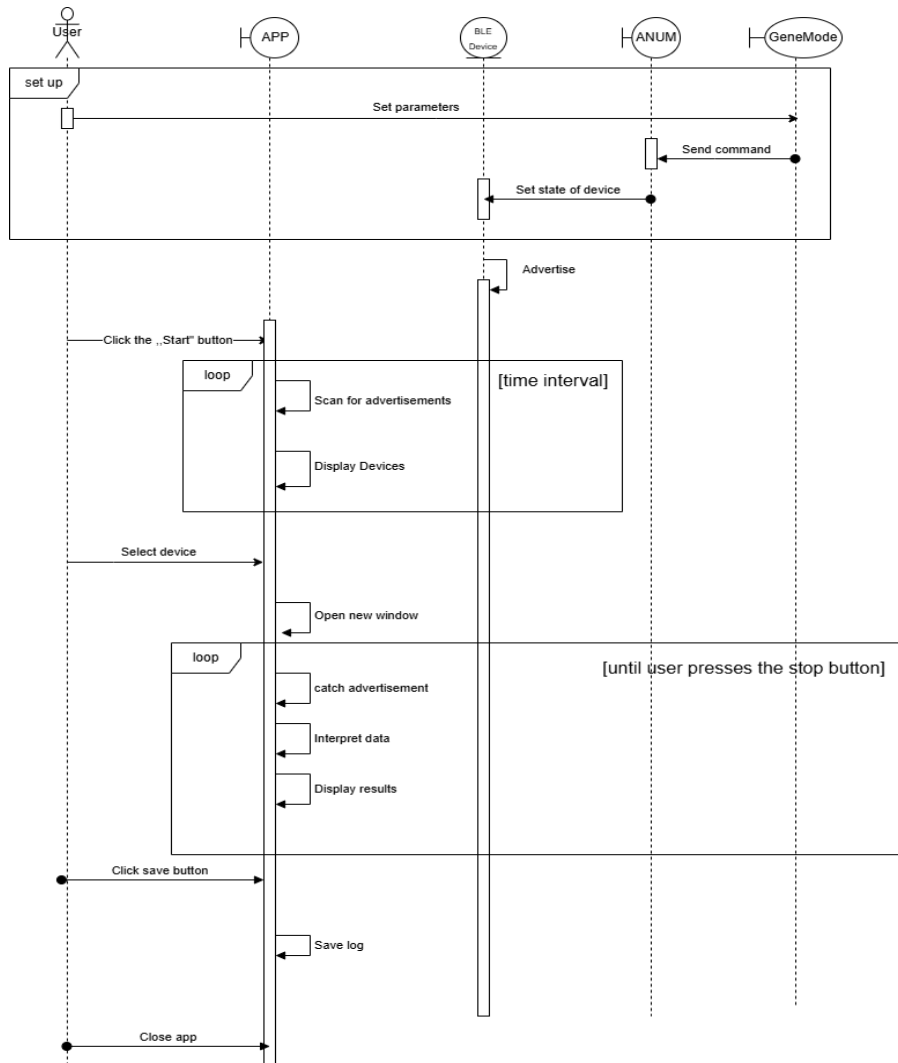 User
APP
BLE
Device
ANUM
GeneMode
set up
Set parameters
Send command
Set state of device
Advertise
Click the ,,Start" button
loop
[time interval]
Scan for advertisements
Display Devices
Select device
Open new window
loop
[until user presses the stop button]
catch advertisement
Interpret data
Display results
Click save button
Save log
Close app